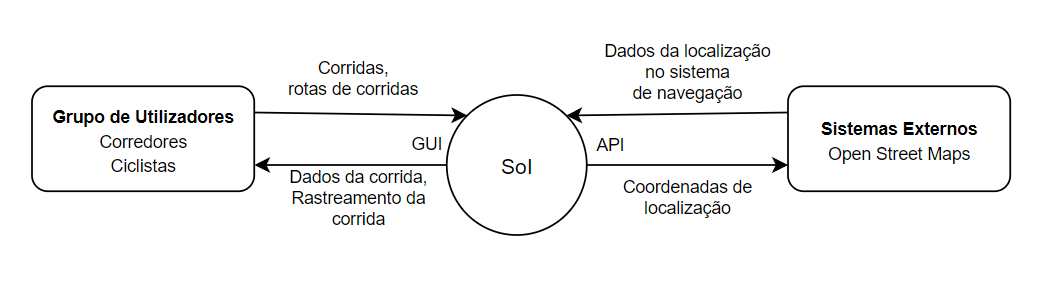 Grupo de Utilizadores
Corredores
Ciclistas
Corridas,
rotas de corridas
GUI
Dados da corrida,
Rastreamento da
corrida
SoI
Dados da localização
no sistema
de navegação
API
Coordenadas de
localização
Sistemas Externos
Open Street Maps